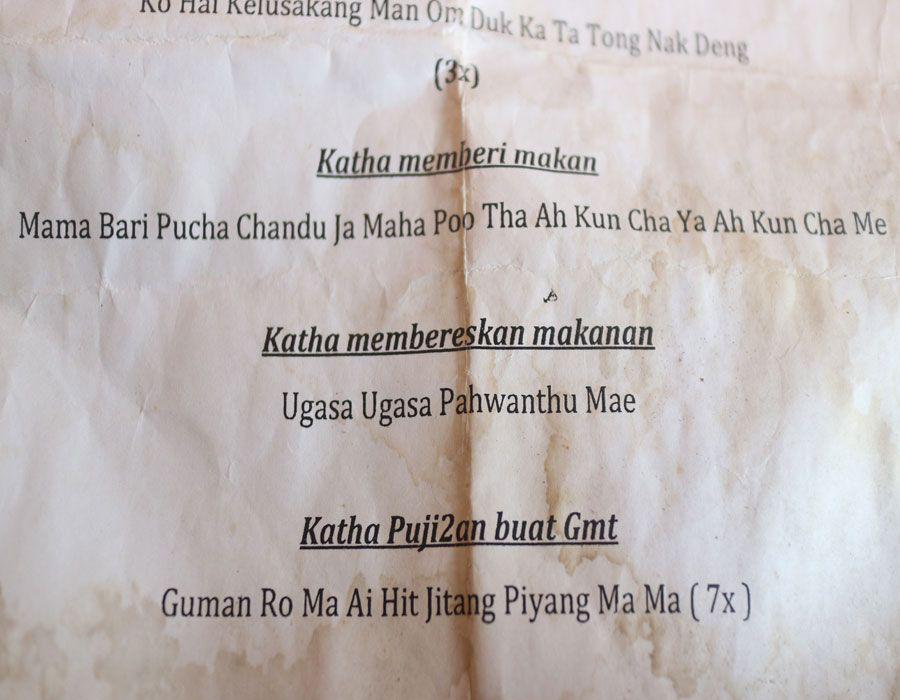 Ko Hai Kelusakang Man Om Duk Ka Ta Tong Nak Deng
(3x)
Katha memberi makan
Mama Bari Pucha Chandu Ja Maha Poo Tha Ah Kun Cha Ya Ah Kun Cha Me
Katha membereskan makanan
Ugasa Ugasa Pahwanthu Mae
Katha Puji2an buat Gmt
Guman Ro Ma Ai Hit Jitang Piyang Ma Ma ( 7x )